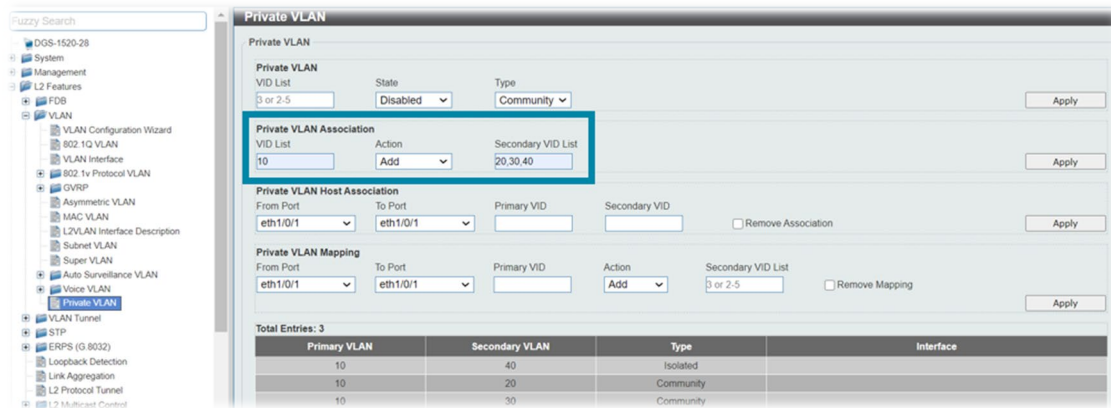 Fuzzy Search
DGS-1520-28
System
Management
L2 Features
FDB
VLAN
VLAN Configuration Wizard
802.1Q VLAN
VLAN Interface
802.1v Protocol VLAN
GVRP
Asymmetric VLAN
MAC VLAN
L2VLAN Interface Description
Subnet VLAN
Super VLAN
Auto Surveillance VLAN
Voice VLAN
Private VLAN
VLAN Tunnel
STP
ERPS (G.8032)
Loopback Detection
Link Aggregation
L2 Protocol Tunnel
L2 Multicast Control
Private VLAN
Private VLAN
Private VLAN
VID List State Type
3 or 2-5 Disabled Community Apply
Private VLAN Association
VID List Action Secondary VID List
10 Add 20,30,40 Apply
Private VLAN Host Association
From Port To Port Primary VID Secondary VID
eth1/0/1 eth1/0/1 Remove Association Apply
Private VLAN Mapping
From Port To Port Primary VID Action Secondary VID List
eth1/0/1 eth1/0/1 Add 3 or 2-5 Remove Mapping
Apply
Total Entries: 3
Primary VLAN Secondary VLAN Type Interface
10 40 Isolated
10 20 Community
10 30 Community